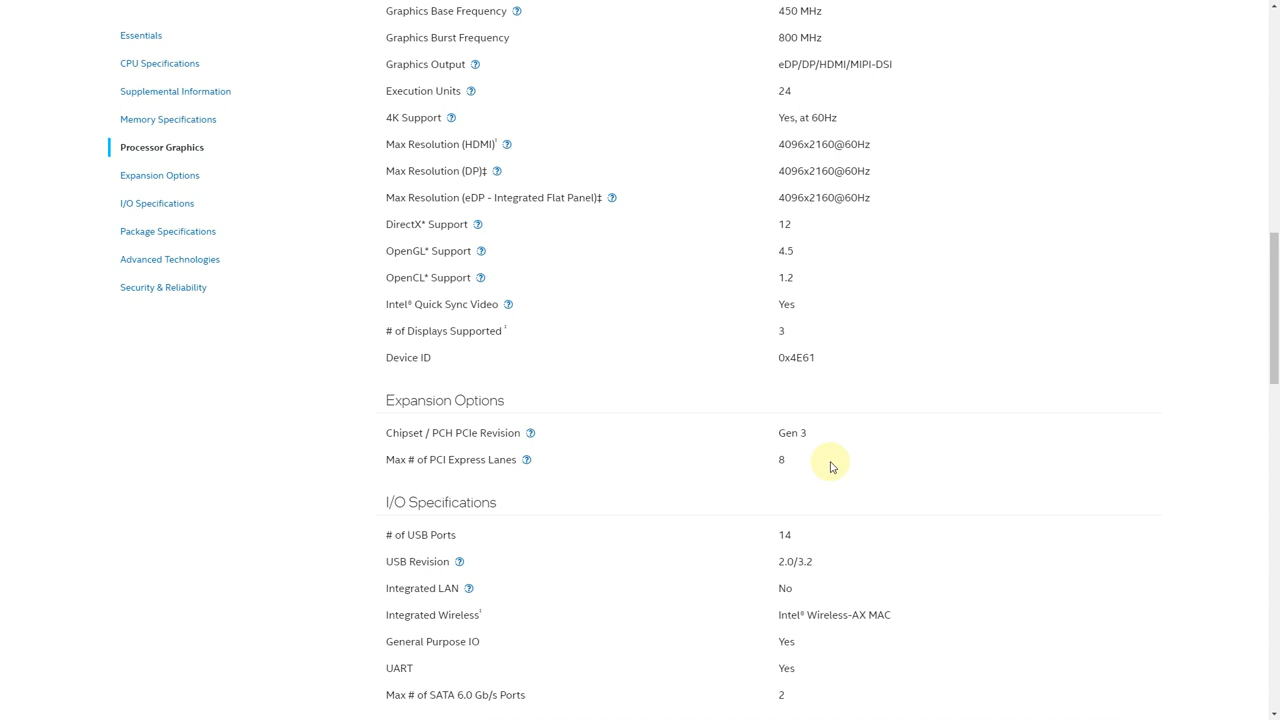 Essentials
CPU Specifications
Supplemental Information
Memory Specifications
Processor Graphics
Expansion Options
I/O Specifications
Package Specifications
Advanced Technologies
Security & Reliability
Graphics Base Frequency 450 MHz
Graphics Burst Frequency 800 MHz
Graphics Output eDP/DP/HDMI/MIPI-DSI
Execution Units 24
4K Support Yes, at 60Hz
Max Resolution (HDMI)‡ 4096x2160@60Hz
Max Resolution (DP)‡ 4096x2160@60Hz
Max Resolution (eDP - Integrated Flat Panel)‡ 4096x2160@60Hz
DirectX* Support 12
OpenGL* Support 4.5
OpenCL* Support 1.2
Intel® Quick Sync Video Yes
# of Displays Supported ‡ 3
Device ID 0x4E61
Expansion Options
Chipset / PCH PCIe Revision Gen 3
Max # of PCI Express Lanes 8
I/O Specifications
# of USB Ports 14
USB Revision 2.0/3.2
Integrated LAN No
Integrated Wireless‡ Intel® Wireless-AX MAC
General Purpose IO Yes
UART Yes
Max # of SATA 6.0 Gb/s Ports 2